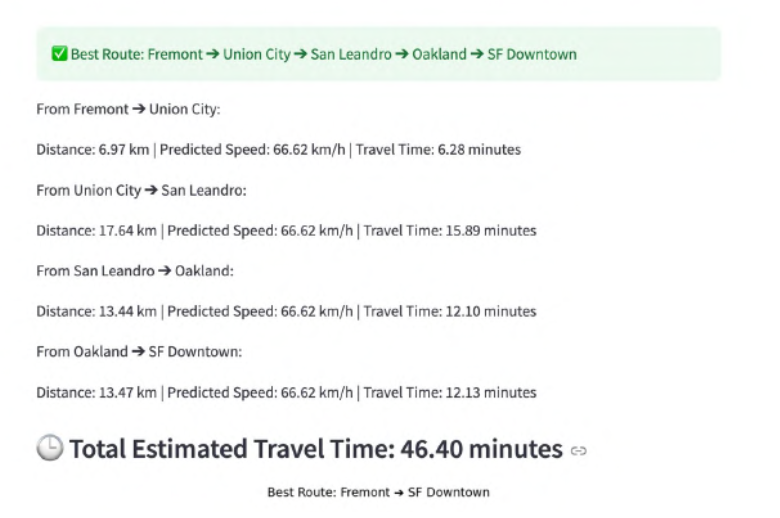 ✅ Best Route: Fremont ➔ Union City ➔ San Leandro ➔ Oakland ➔ SF Downtown
From Fremont ➔ Union City:
Distance: 6.97 km | Predicted Speed: 66.62 km/h | Travel Time: 6.28 minutes
From Union City ➔ San Leandro:
Distance: 17.64 km | Predicted Speed: 66.62 km/h | Travel Time: 15.89 minutes
From San Leandro ➔ Oakland:
Distance: 13.44 km | Predicted Speed: 66.62 km/h | Travel Time: 12.10 minutes
From Oakland ➔ SF Downtown:
Distance: 13.47 km | Predicted Speed: 66.62 km/h | Travel Time: 12.13 minutes
🕒 Total Estimated Travel Time: 46.40 minutes
Best Route: Fremont → SF Downtown